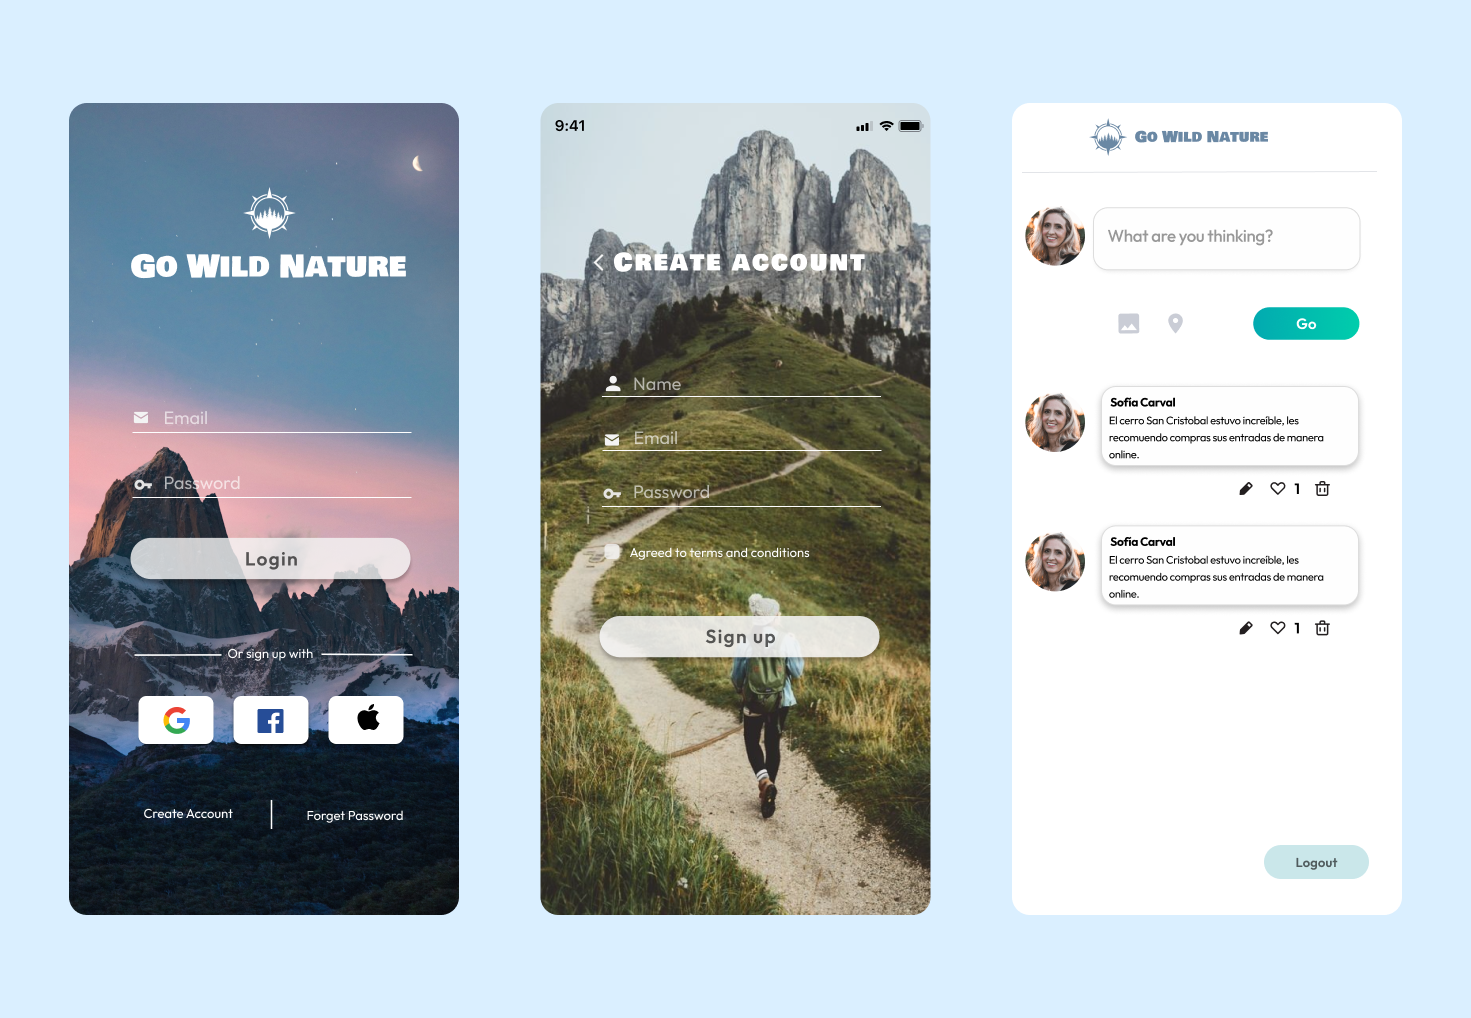 GO WILD NATURE
Email
Password
Login
Or sign up with
Create Account
Forget Password
9:41
CREATE ACCOUNT
Name
Email
Password
Agreed to terms and conditions
Sign up
GO WILD NATURE
What are you thinking?
Go
Sofía Carval
El cerro San Cristobal estuvo increíble, les
recomuendo compras sus entradas de manera
online.
1
Sofía Carval
El cerro San Cristobal estuvo increíble, les
recomuendo compras sus entradas de manera
online.
1
Logout